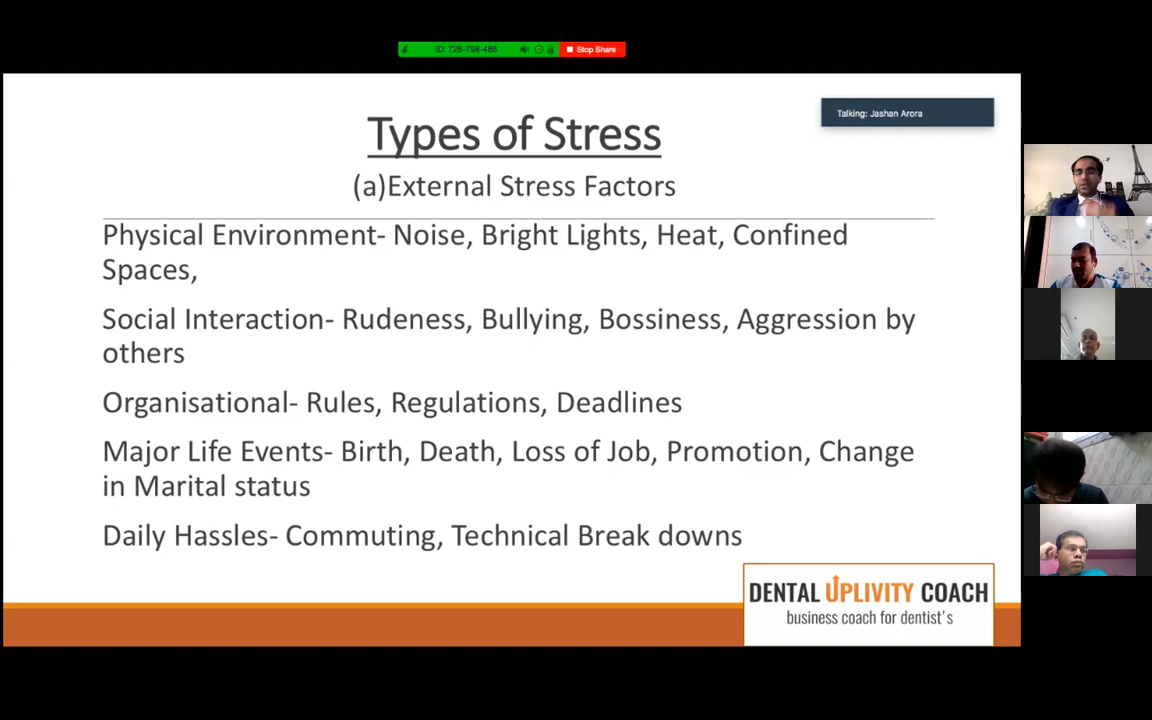 ID: 726-798-485
Stop Share
Talking: Jashan Arora
Types of Stress
(a)External Stress Factors
Physical Environment- Noise, Bright Lights, Heat, Confined
Spaces,
Social Interaction- Rudeness, Bullying, Bossiness, Aggression by
others
Organisational- Rules, Regulations, Deadlines
Major Life Events- Birth, Death, Loss of Job, Promotion, Change
in Marital status
Daily Hassles- Commuting, Technical Break downs
DENTAL UPLIVITY COACH
business coach for dentist's